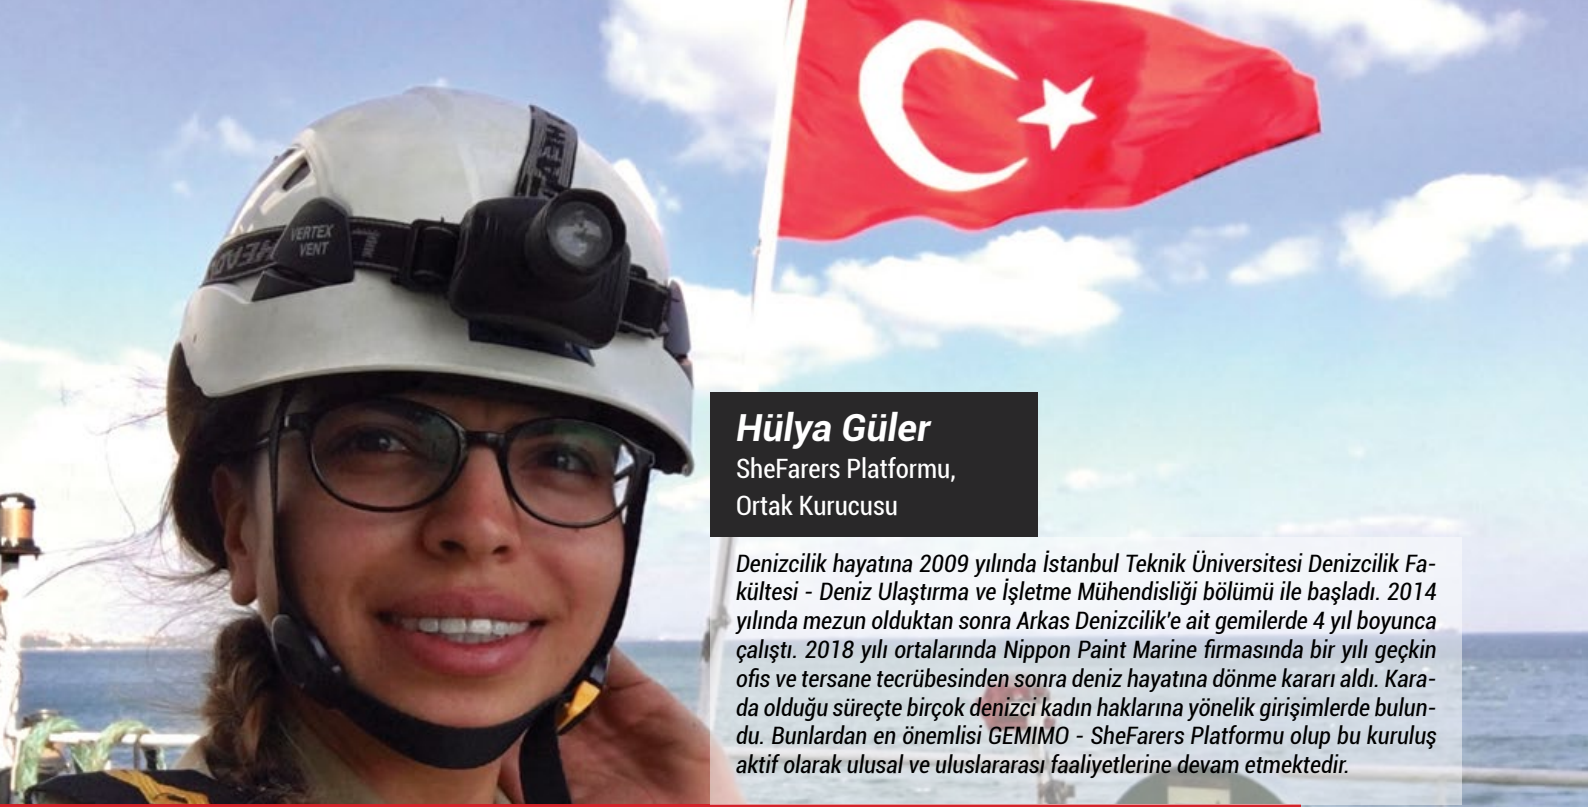 VERTEX
VENT
Hülya Güler
SheFarers Platformu,
Ortak Kurucusu
Denizcilik hayatına 2009 yılında İstanbul Teknik Üniversitesi Denizcilik Fa-
kültesi - Deniz Ulaştırma ve İşletme Mühendisliği bölümü ile başladı. 2014
yılında mezun olduktan sonra Arkas Denizcilik'e ait gemilerde 4 yıl boyunca
çalıştı. 2018 yılı ortalarında Nippon Paint Marine firmasında bir yılı geçkin
ofis ve tersane tecrübesinden sonra deniz hayatına dönme kararı aldı. Kara-
da olduğu süreçte birçok denizci kadın haklarına yönelik girişimlerde bulun-
du. Bunlardan en önemlisi GEMIMO - SheFarers Platformu olup bu kuruluş
aktif olarak ulusal ve uluslararası faaliyetlerine devam etmektedir.